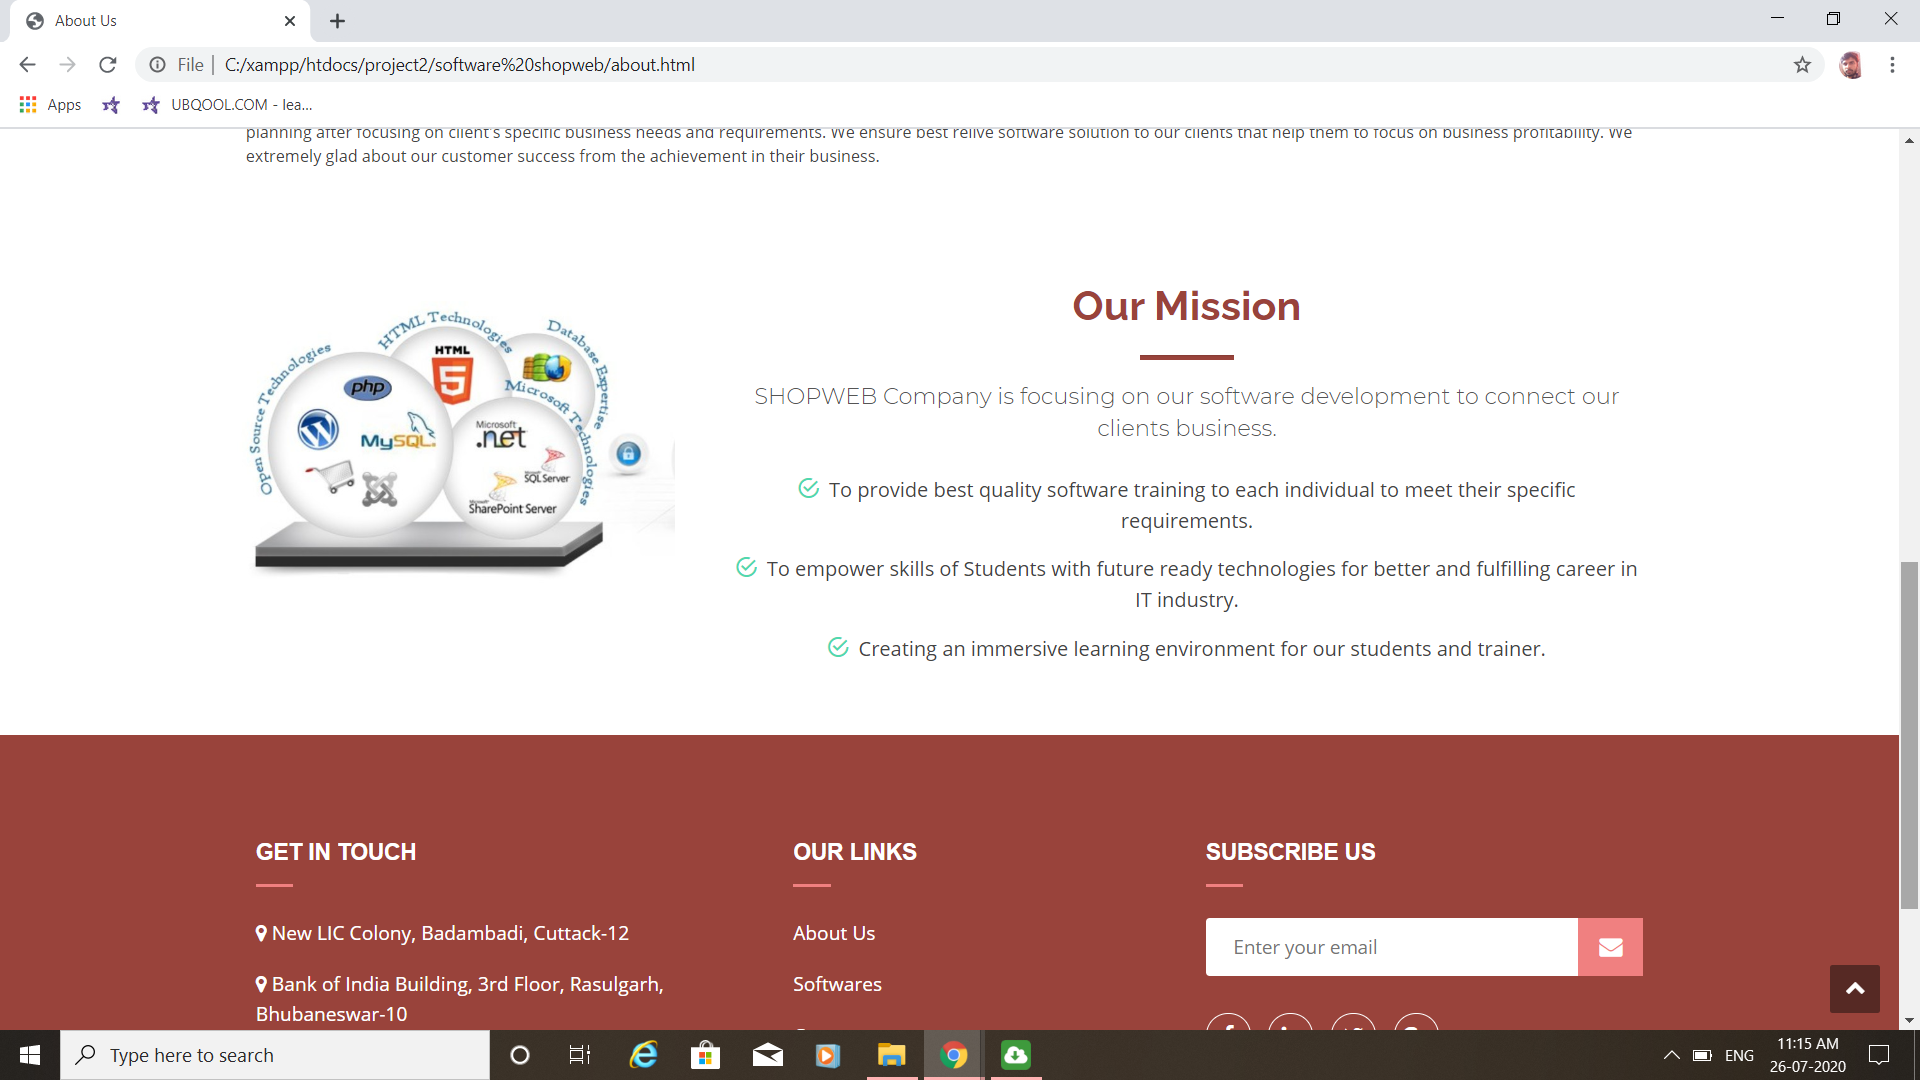 About Us
File | C:/xampp/htdocs/project2/software%20shopweb/about.html
Apps
UBQOOL.COM - lea...
planning after focusing on client's specific business needs and requirements. We ensure best relive software solution to our clients that help them to focus on business profitability. We
extremely glad about our customer success from the achievement in their business.
Open Source Technologies
HTML Technologies
Database Expertise
Microsoft Technologies
HTML
5
php
MySQL
Microsoft
.net
SQL Server
Microsoft
SharePoint Server
Our Mission
SHOPWEB Company is focusing on our software development to connect our
clients business.
To provide best quality software training to each individual to meet their specific
requirements.
To empower skills of Students with future ready technologies for better and fulfilling career in
IT industry.
Creating an immersive learning environment for our students and trainer.
GET IN TOUCH
New LIC Colony, Badambadi, Cuttack-12
Bank of India Building, 3rd Floor, Rasulgarh,
Bhubaneswar-10
OUR LINKS
About Us
Softwares
SUBSCRIBE US
Enter your email
Type here to search
ENG
11:15 AM
26-07-2020